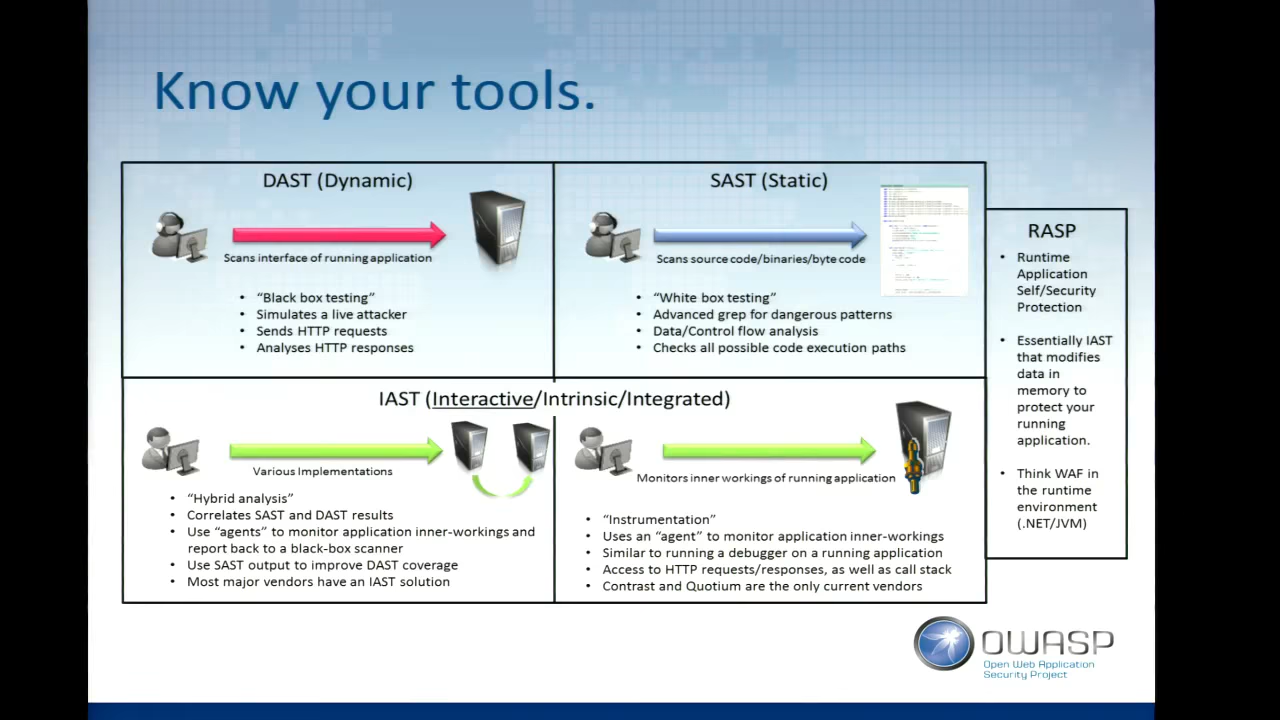 Know your tools.
DAST (Dynamic)
Scans interface of running application
• “Black box testing”
• Simulates a live attacker
• Sends HTTP requests
• Analyses HTTP responses
SAST (Static)
Scans source code/binaries/byte code
• “White box testing”
• Advanced grep for dangerous patterns
• Data/Control flow analysis
• Checks all possible code execution paths
IAST (Interactive/Intrinsic/Integrated)
Various Implementations
• “Hybrid analysis”
• Correlates SAST and DAST results
• Use “agents” to monitor application inner-workings and
report back to a black-box scanner
• Use SAST output to improve DAST coverage
• Most major vendors have an IAST solution
Monitors inner workings of running application
• “Instrumentation”
• Uses an “agent” to monitor application inner-workings
• Similar to running a debugger on a running application
• Access to HTTP requests/responses, as well as call stack
• Contrast and Quotium are the only current vendors
RASP
• Runtime
Application
Self/Security
Protection
• Essentially IAST
that modifies
data in
memory to
protect your
running
application.
• Think WAF in
the runtime
environment
(.NET/JVM)
OWASP
Open Web Application
Security Project